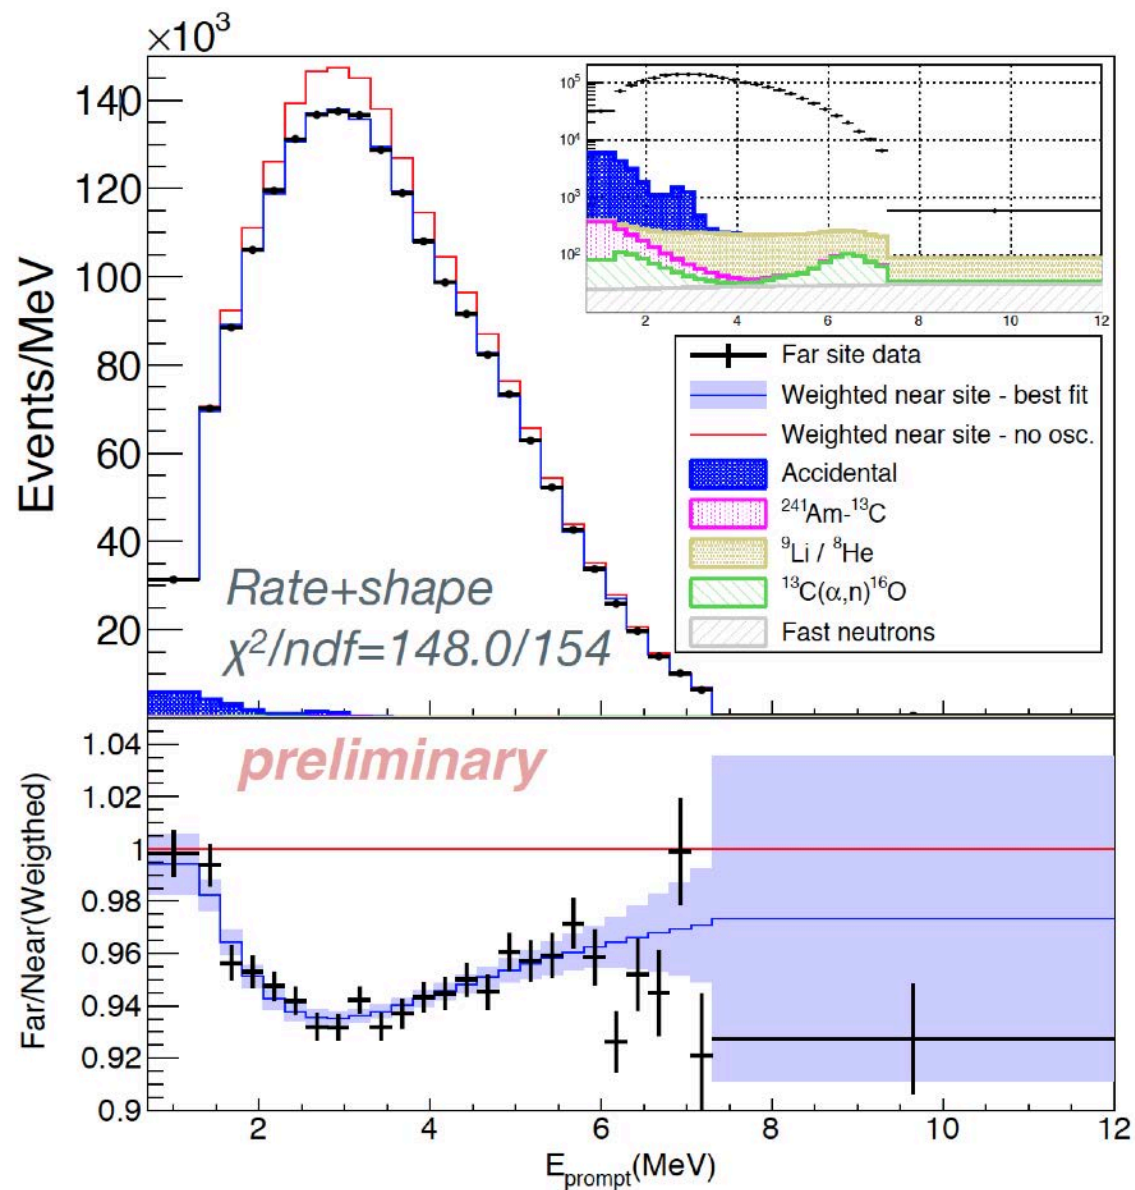 ×10³
140
120
100
80
60
40
20
Events/MeV
10⁵
10⁴
10³
10²
2 4 6 8 10 12
Far site data
Weighted near site - best fit
Weighted near site - no osc.
Accidental
²⁴¹Am-¹³C
⁹Li / ⁸He
¹³C(α,n)¹⁶O
Fast neutrons
Rate+shape
χ²/ndf=148.0/154
preliminary
1.04
1.02
1
0.98
0.96
0.94
0.92
0.9
Far/Near(Weigthed)
2 4 6 8 10 12
E_prompt(MeV)